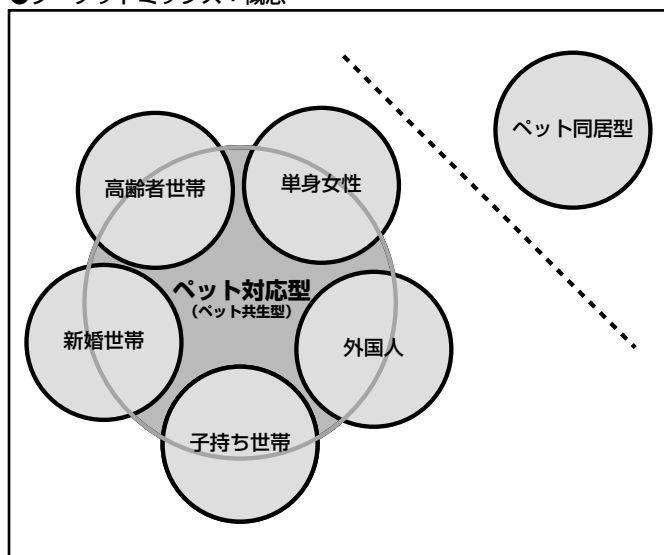 高齢者世帯
単身女性
ペット同居型
ペット対応型
(ペット共生型)
新婚世帯
外国人
子持ち世帯